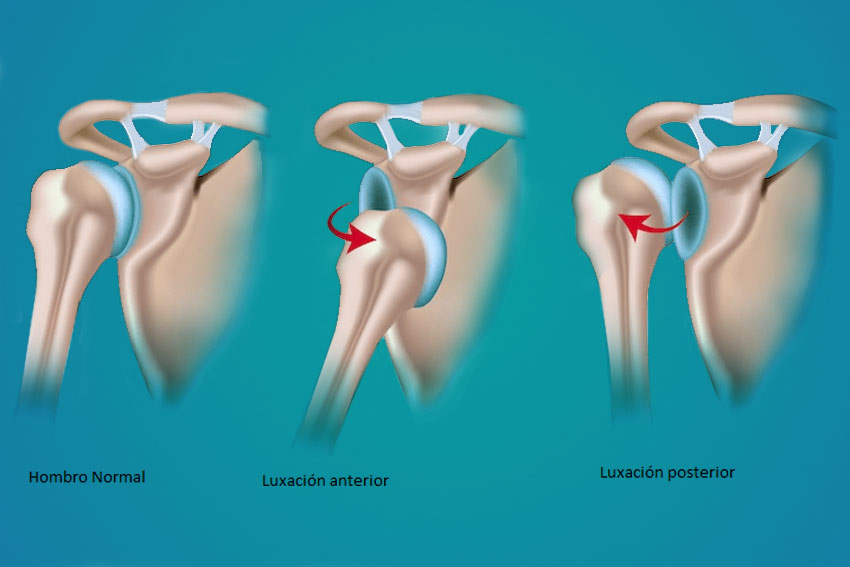 Hombro Normal
Luxación anterior
Luxación posterior